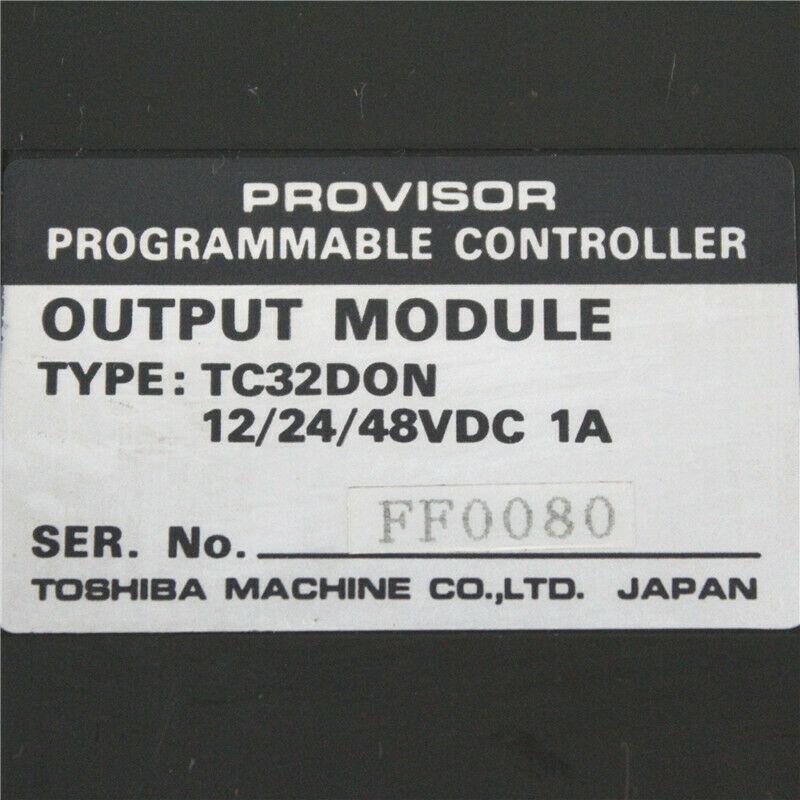 PROVISOR
PROGRAMMABLE CONTROLLER
OUTPUT MODULE
TYPE: TC32DON
12/24/48VDC 1A
SER. No. FF0080
TOSHIBA MACHINE CO.,LTD. JAPAN